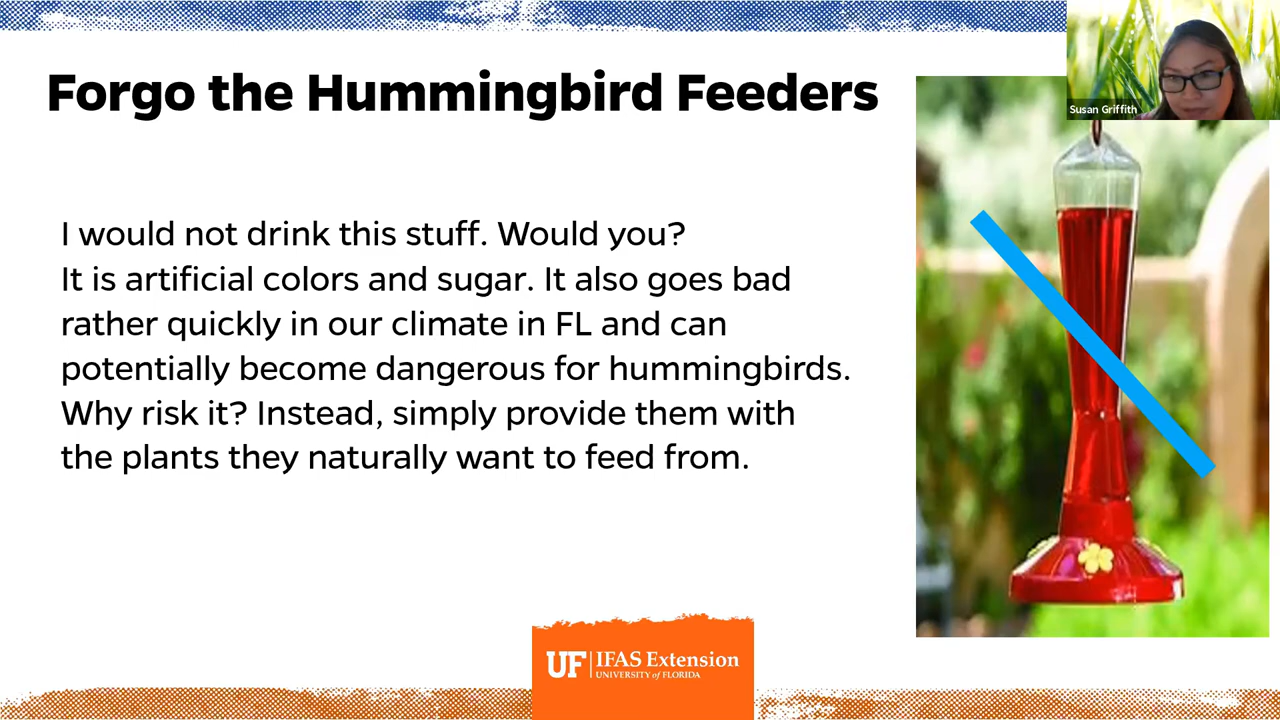 Forgo the Hummingbird Feeders
Susan Griffith
I would not drink this stuff. Would you?
It is artificial colors and sugar. It also goes bad
rather quickly in our climate in FL and can
potentially become dangerous for hummingbirds.
Why risk it? Instead, simply provide them with
the plants they naturally want to feed from.
UF IFAS Extension
UNIVERSITY of FLORIDA